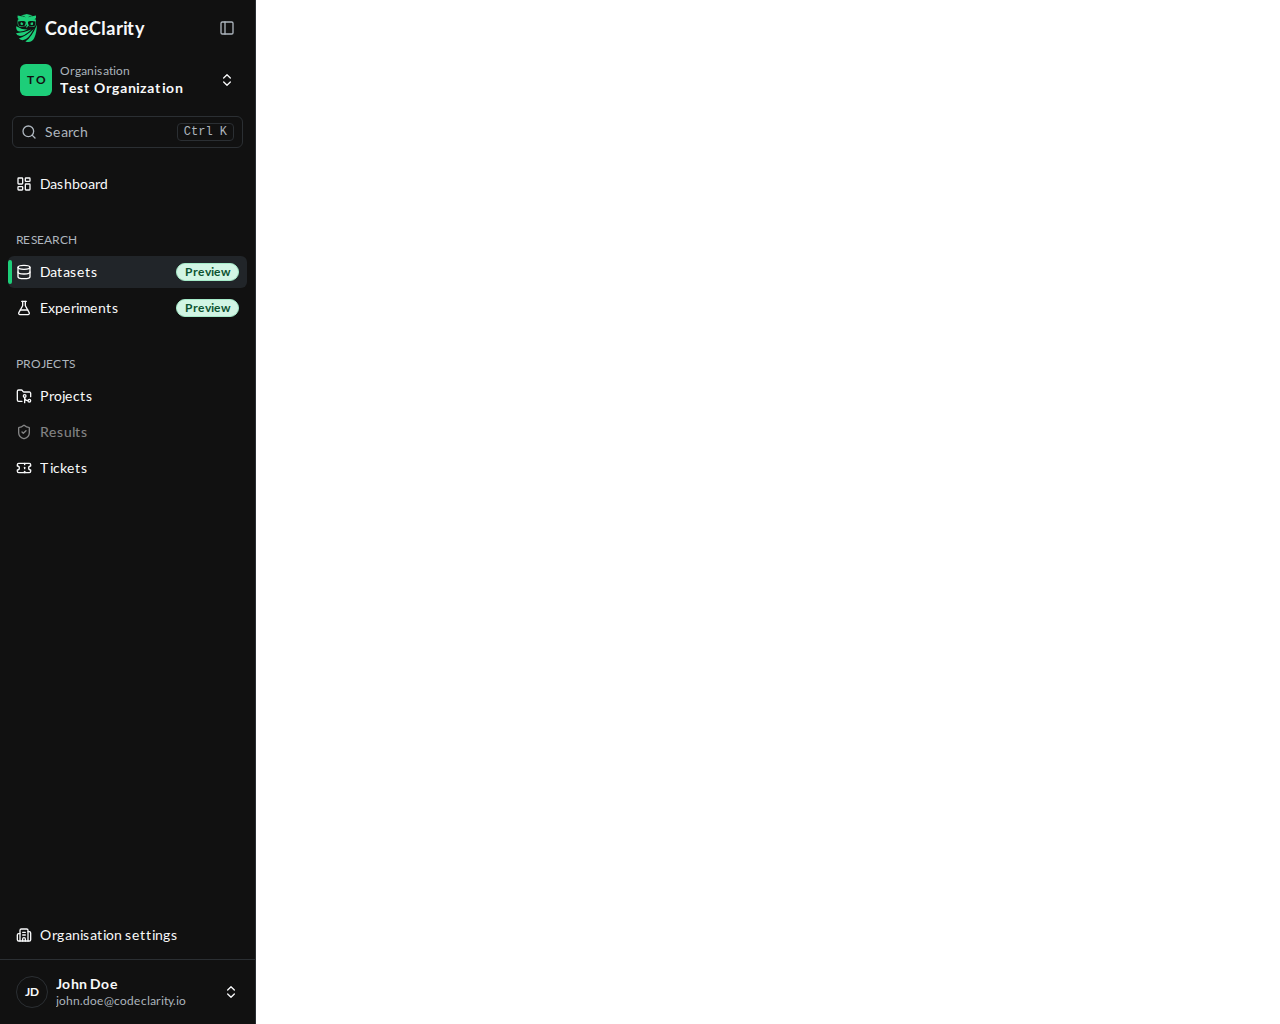 CodeClarity
TO
Organisation
Test Organization
Search
Ctrl K
Dashboard
RESEARCH
Datasets
Preview
Experiments
Preview
PROJECTS
Projects
Results
Tickets
Organisation settings
JD
John Doe
john.doe@codeclarity.io